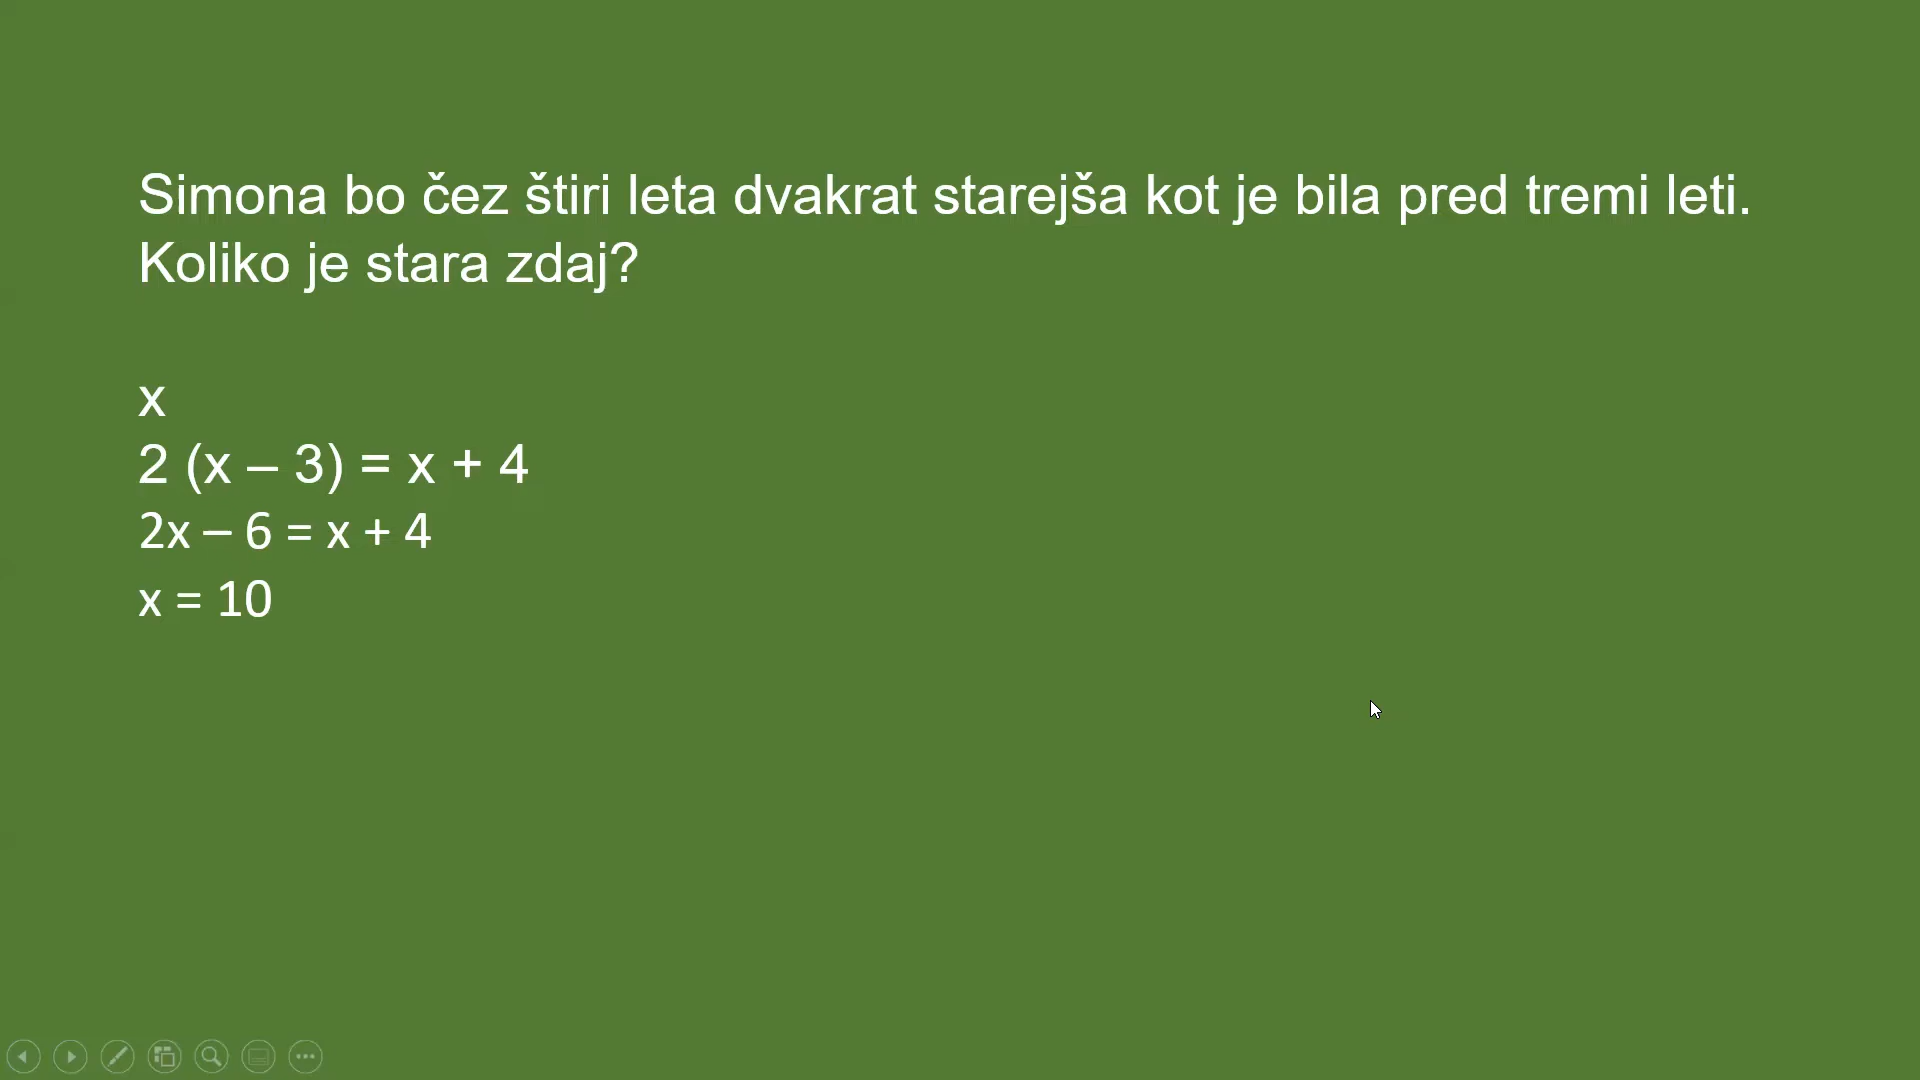 Simona bo čez štiri leta dvakrat starejša kot je bila pred tremi leti.
Koliko je stara zdaj?
x
2 (x – 3) = x + 4
2x – 6 = x + 4
x = 10